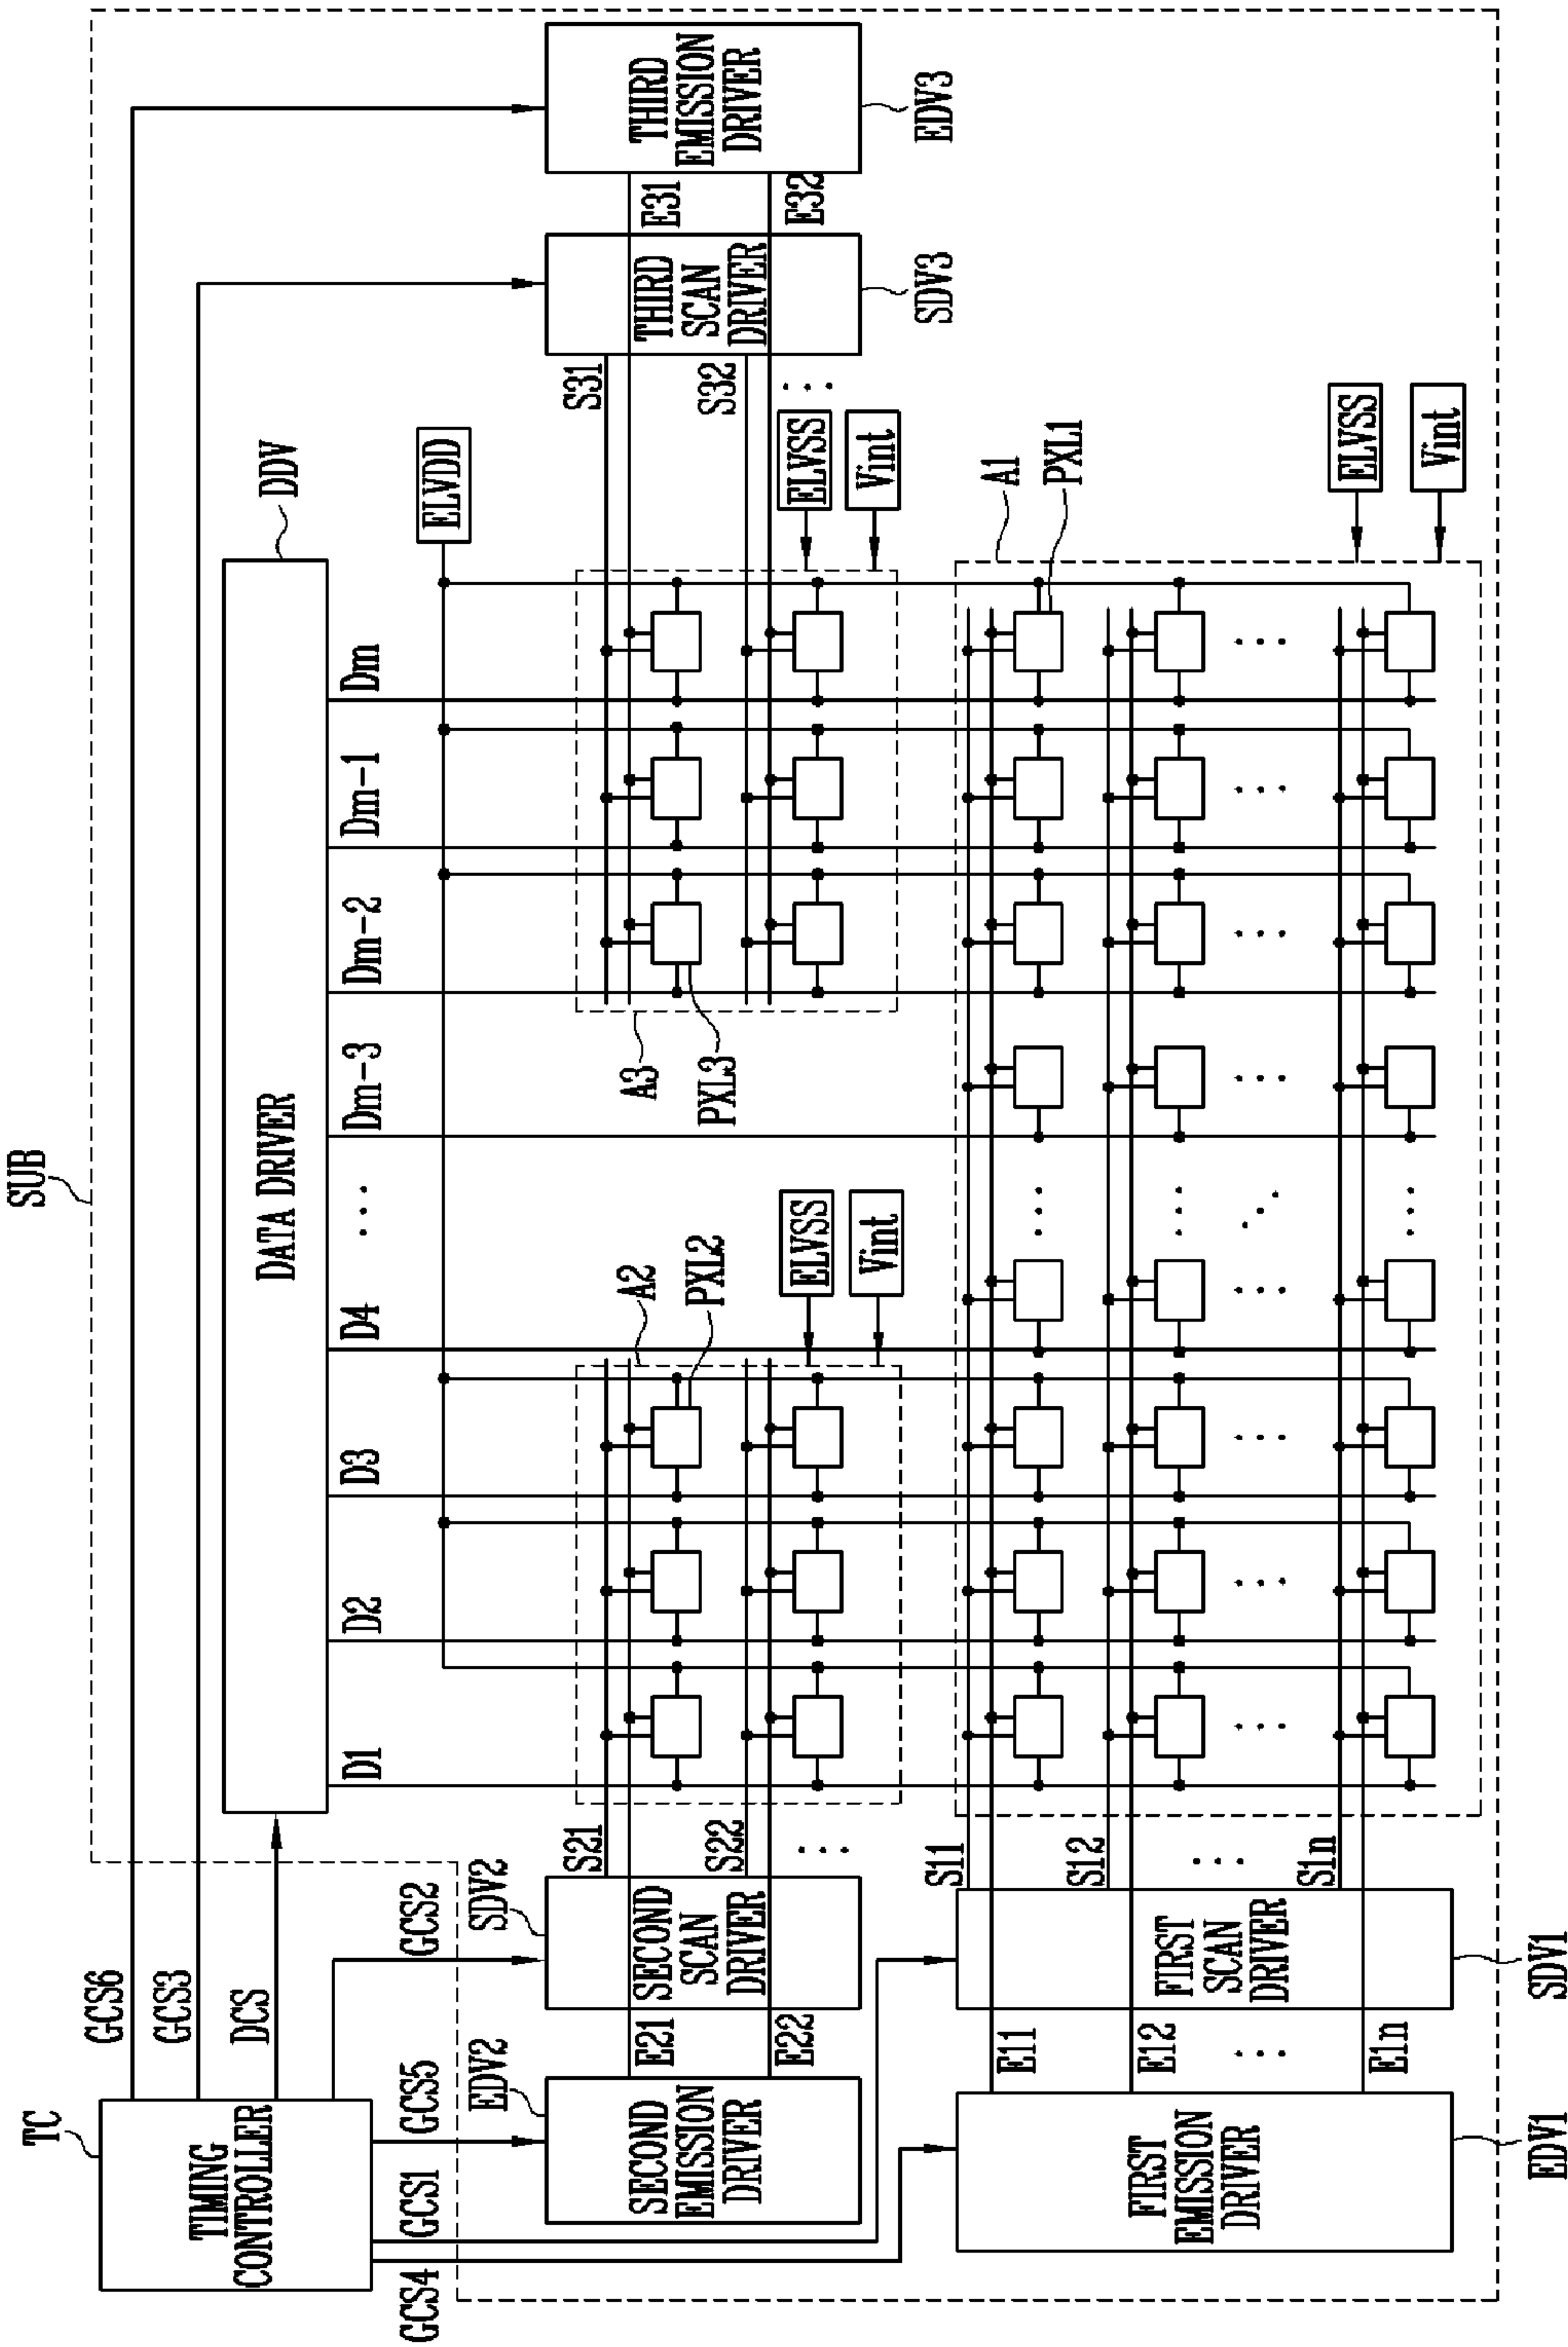 SUB
TC
TIMING
CONTROLLER
GCS6
GCS3
DCS
GCS2
GCS5
GCS1
GCS4
DATA DRIVER
DDV
D1
D2
D3
D4
...
Dm-3
Dm-2
Dm-1
Dm
ELVDD
EDV2
SECOND
EMISSION
DRIVER
E21
E22
SDV2
SECOND
SCAN
DRIVER
S21
S22
...
A2
PXL2
ELVSS
Vint
A3
PXL3
ELVSS
Vint
...
S31
S32
THIRD
SCAN
DRIVER
SDV3
E31
E32
THIRD
EMISSION
DRIVER
EDV3
FIRST
EMISSION
DRIVER
EDV1
E11
E12
...
E1n
FIRST
SCAN
DRIVER
SDV1
S11
S12
...
S1n
A1
PXL1
ELVSS
Vint